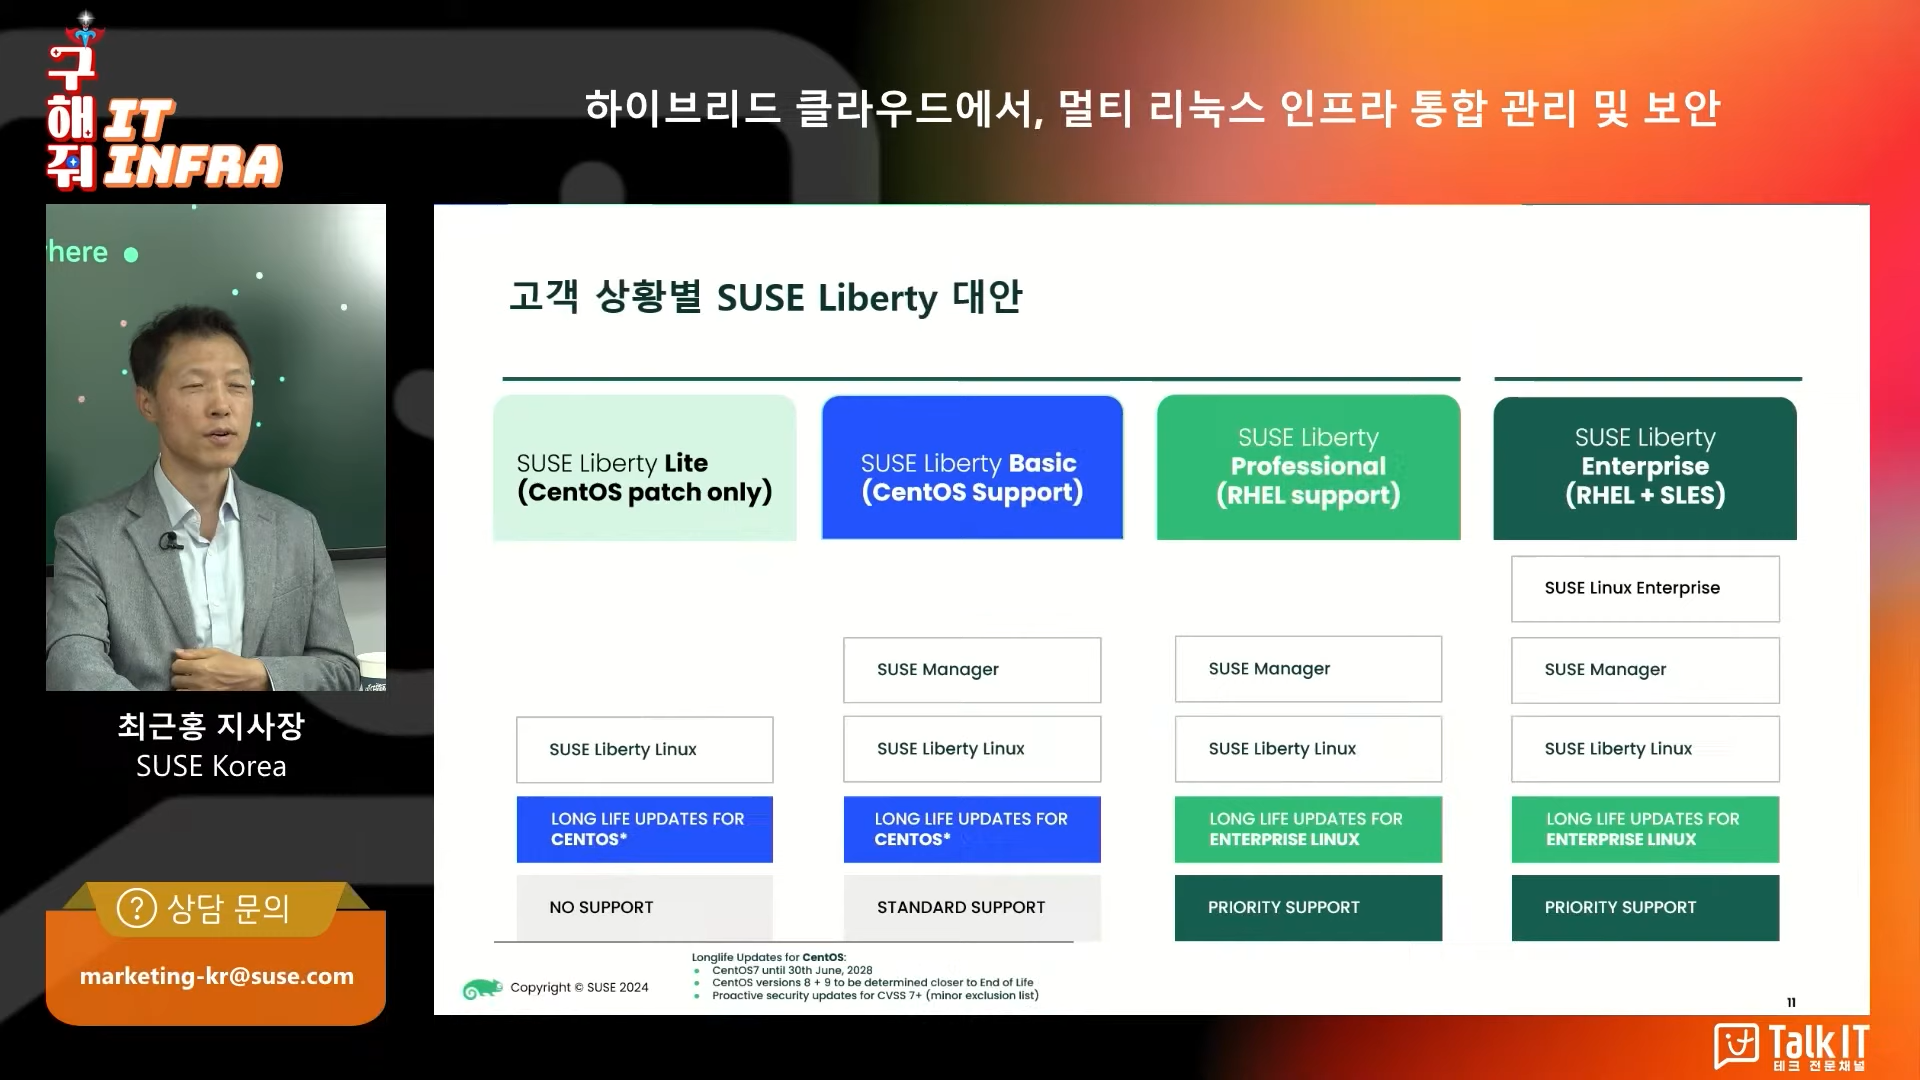 구해줘
IT
INFRA
하이브리드 클라우드에서, 멀티 리눅스 인프라 통합 관리 및 보안
here
최근홍 지사장
SUSE Korea
? 상담 문의
marketing-kr@suse.com
고객 상황별 SUSE Liberty 대안
SUSE Liberty Lite
(CentOS patch only)
SUSE Liberty Linux
LONG LIFE UPDATES FOR
CENTOS*
NO SUPPORT
SUSE Liberty Basic
(CentOS Support)
SUSE Manager
SUSE Liberty Linux
LONG LIFE UPDATES FOR
CENTOS*
STANDARD SUPPORT
SUSE Liberty
Professional
(RHEL support)
SUSE Manager
SUSE Liberty Linux
LONG LIFE UPDATES FOR
ENTERPRISE LINUX
PRIORITY SUPPORT
SUSE Liberty
Enterprise
(RHEL + SLES)
SUSE Linux Enterprise
SUSE Manager
SUSE Liberty Linux
LONG LIFE UPDATES FOR
ENTERPRISE LINUX
PRIORITY SUPPORT
Copyright © SUSE 2024
Longlife Updates for CentOS:
• CentOS7 until 30th June, 2028
• CentOS versions 8 + 9 to be determined closer to End of Life
• Proactive security updates for CVSS 7+ (minor exclusion list)
11
TalkIT
테크 전문채널